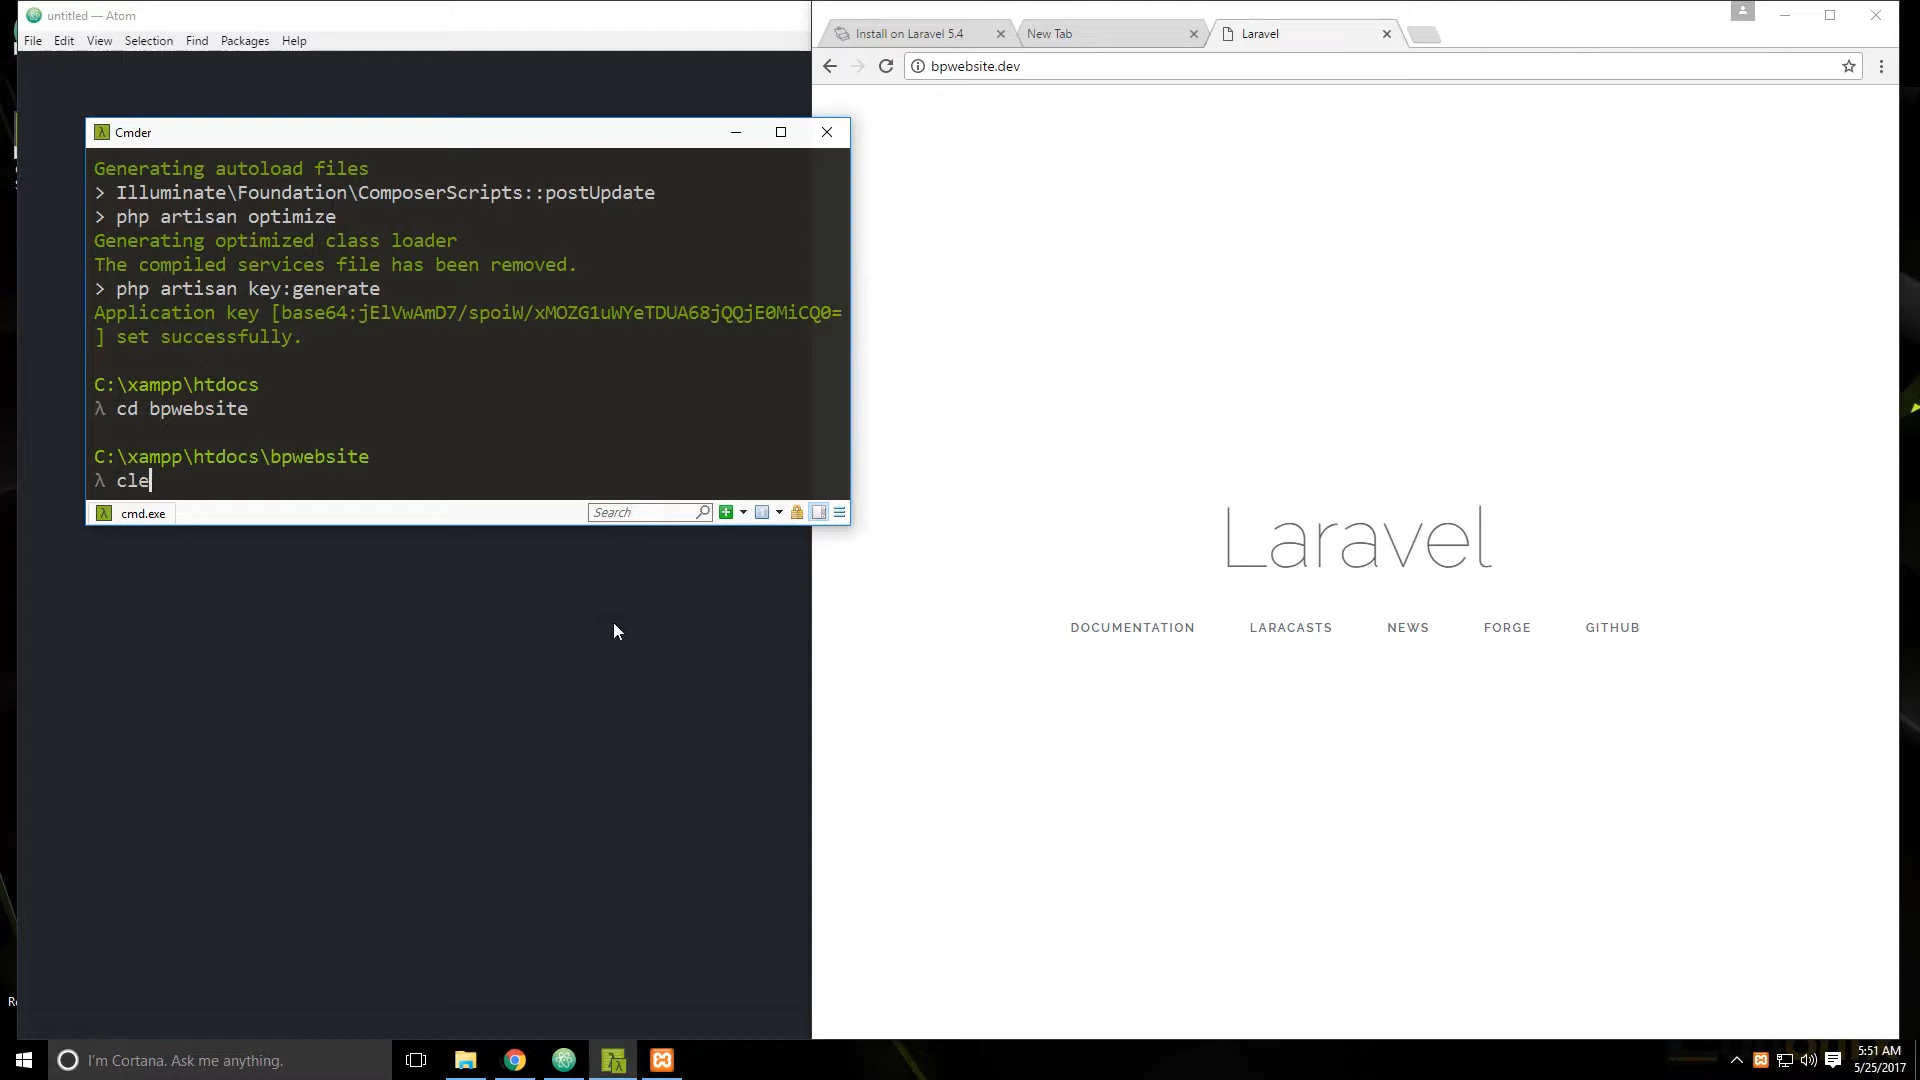 untitled — Atom
File Edit View Selection Find Packages Help
Install on Laravel 5.4
New Tab
Laravel
bpwebsite.dev
Cmder
Generating autoload files
> Illuminate\Foundation\ComposerScripts::postUpdate
> php artisan optimize
Generating optimized class loader
The compiled services file has been removed.
> php artisan key:generate
Application key [base64:jElVwAmD7/spoiW/xMOZG1uWYeTDUA68jQQjE0MiCQ0=
] set successfully.
C:\xampp\htdocs
λ cd bpwebsite
C:\xampp\htdocs\bpwebsite
λ cle
cmd.exe
Search
Laravel
DOCUMENTATION LARACASTS NEWS FORGE GITHUB
I'm Cortana. Ask me anything.
5:51 AM
5/25/2017